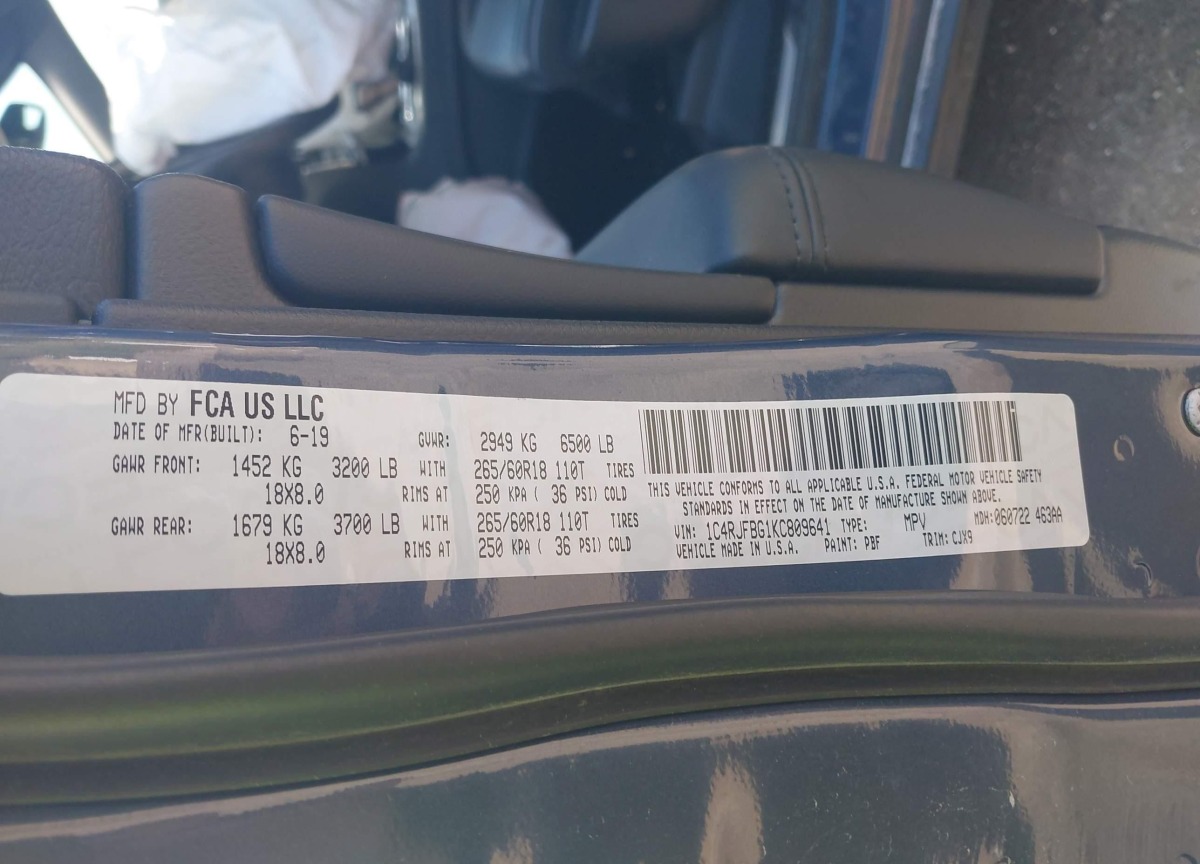 MFD BY FCA US LLC
DATE OF MFR(BUILT): 6-19 GVWR: 2949 KG 6500 LB
GAWR FRONT: 1452 KG 3200 LB WITH 265/60R18 110T TIRES
18X8.0 RIMS AT 250 KPA ( 36 PSI) COLD
GAWR REAR: 1679 KG 3700 LB WITH 265/60R18 110T TIRES
18X8.0 RIMS AT 250 KPA ( 36 PSI) COLD
THIS VEHICLE CONFORMS TO ALL APPLICABLE U.S.A. FEDERAL MOTOR VEHICLE SAFETY
STANDARDS IN EFFECT ON THE DATE OF MANUFACTURE SHOWN ABOVE.
VIN: 1C4RJFBG1KC809641 TYPE: MPV MDH:060722 463AA
VEHICLE MADE IN U.S.A. PAINT: PBF TRIM: CJX9